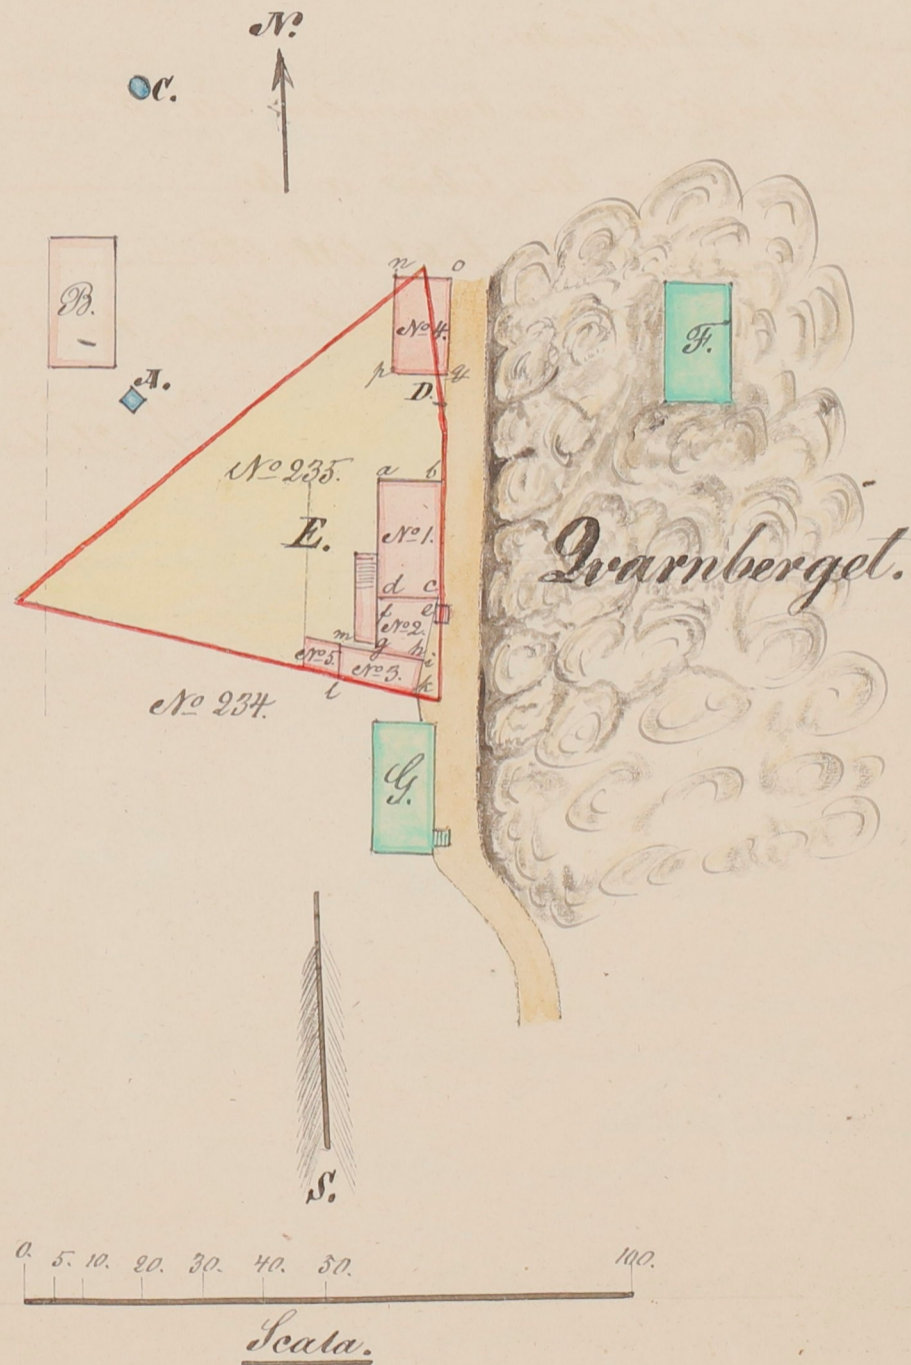 N.
C.
B.
n
o
No 4.
F.
p
q
D.
A.
No 235.
a
b
E.
No 1.
Qvarnberget.
d
c
f
e
No 2.
m
g
h
i
No 5.
No 3.
l
k
No 234.
G.
S.
0. 5. 10. 20. 30. 40. 50. 100.
Scala.